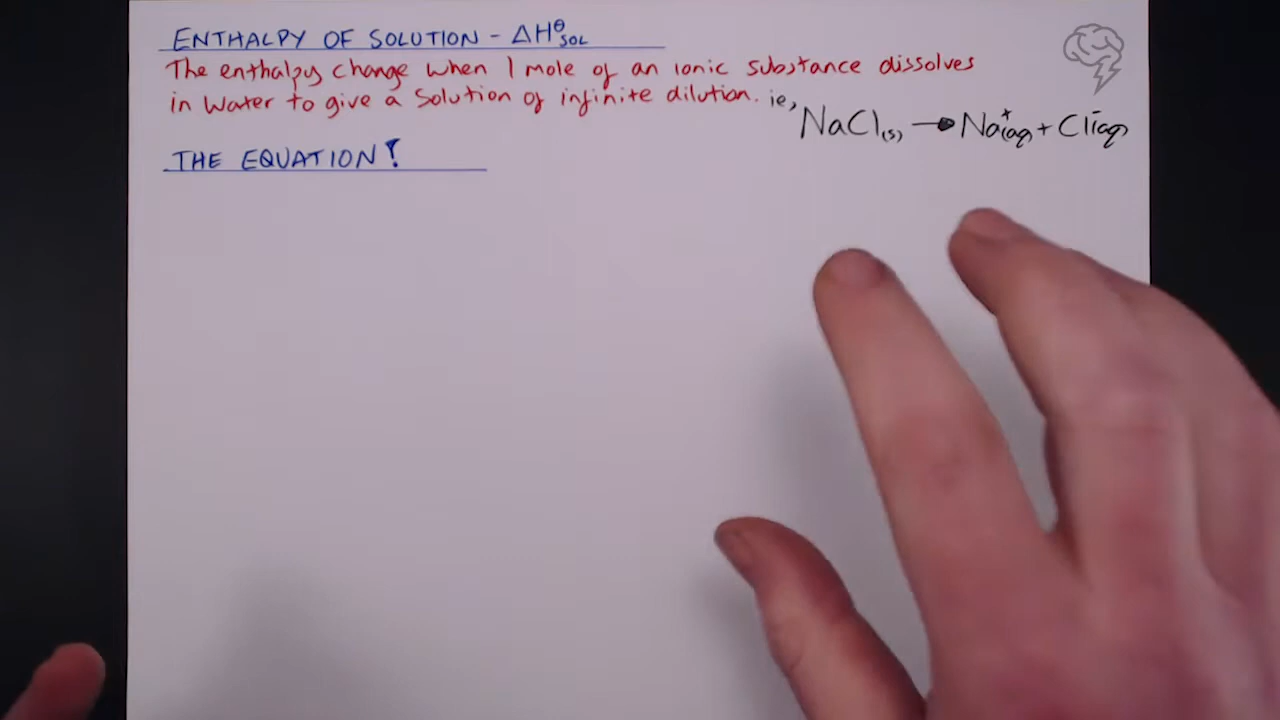 ENTHALPY OF SOLUTION - ΔH⦵SOL
The enthalpy change when 1 mole of an ionic substance dissolves
in water to give a solution of infinite dilution. ie,
NaCl(s) → Na+(aq) + Cl-(aq)
THE EQUATION!